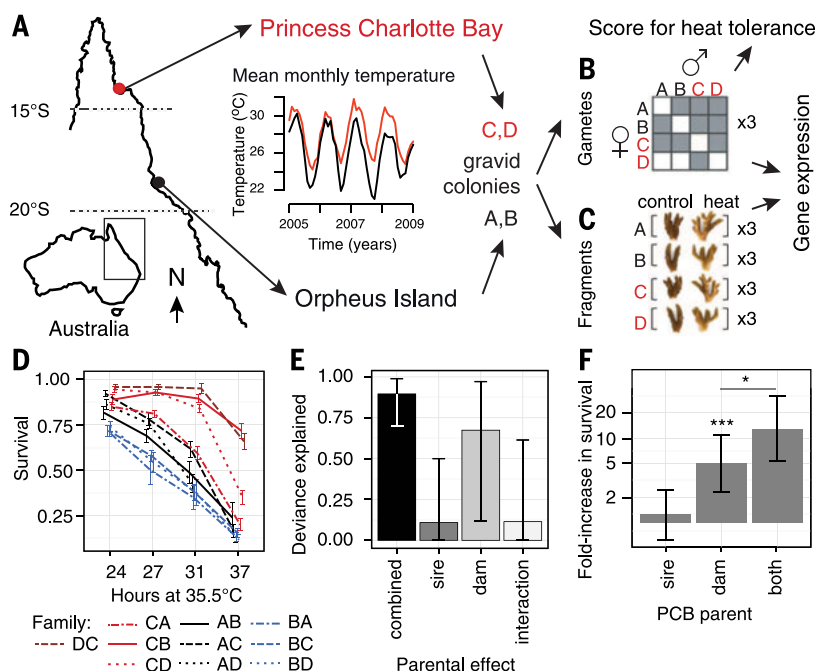 A
Princess Charlotte Bay
Score for heat tolerance
15°S
20°S
Mean monthly temperature
Temperature (°C)
30
26
22
2005
2007
2009
Time (years)
C,D
gravid
colonies
A,B
Orpheus Island
N
Australia
B
Gametes
♂
A B C D
♀
A
B
C
D
x3
C
Fragments
control heat
A [ ] x3
B [ ] x3
C [ ] x3
D [ ] x3
Gene expression
D
Survival
1.00
0.75
0.50
0.25
24 27 31 37
Hours at 35.5°C
Family:
DC
CA
CB
CD
AB
AC
AD
BA
BC
BD
E
Deviance explained
1.00
0.75
0.50
0.25
0.00
combined
sire
dam
interaction
Parental effect
F
Fold-increase in survival
20
10
5
2
***
*
sire
dam
both
PCB parent